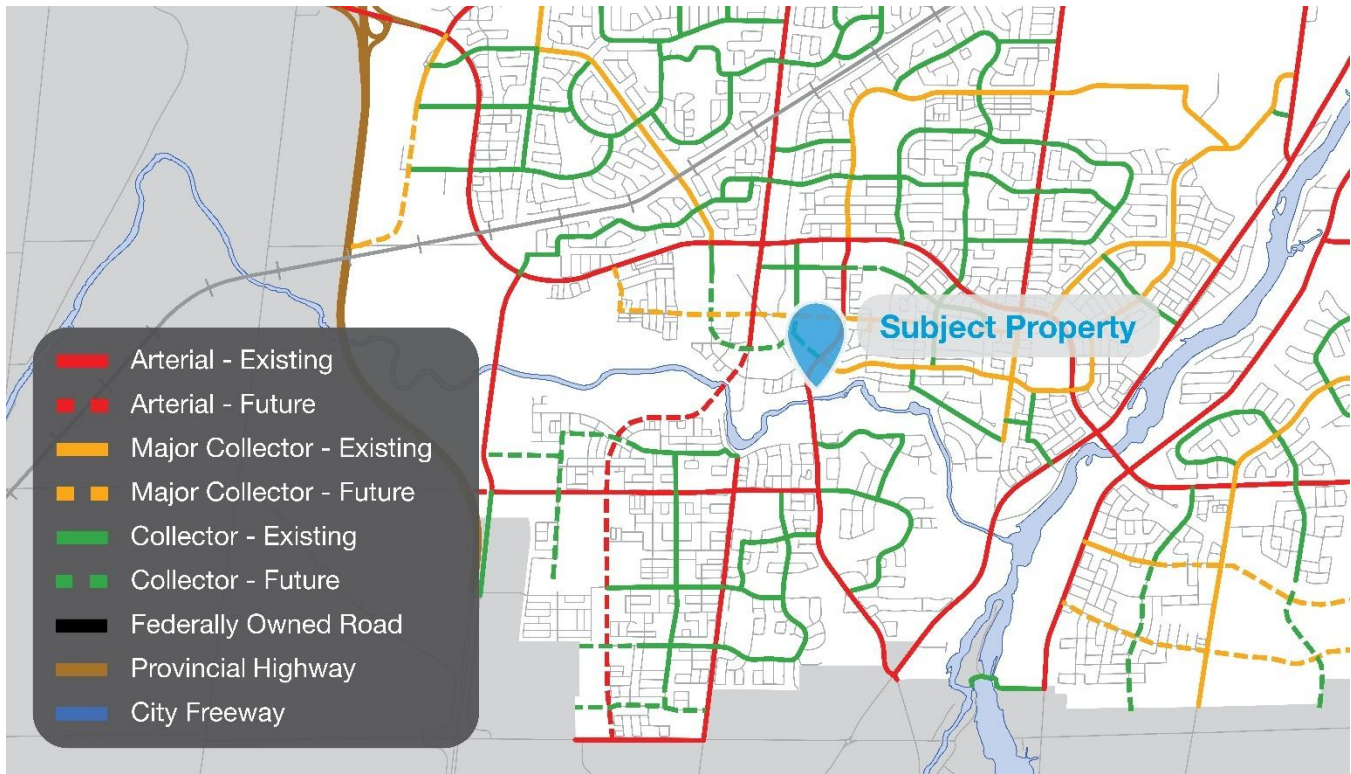 Subject Property
Arterial - Existing
Arterial - Future
Major Collector - Existing
Major Collector - Future
Collector - Existing
Collector - Future
Federally Owned Road
Provincial Highway
City Freeway